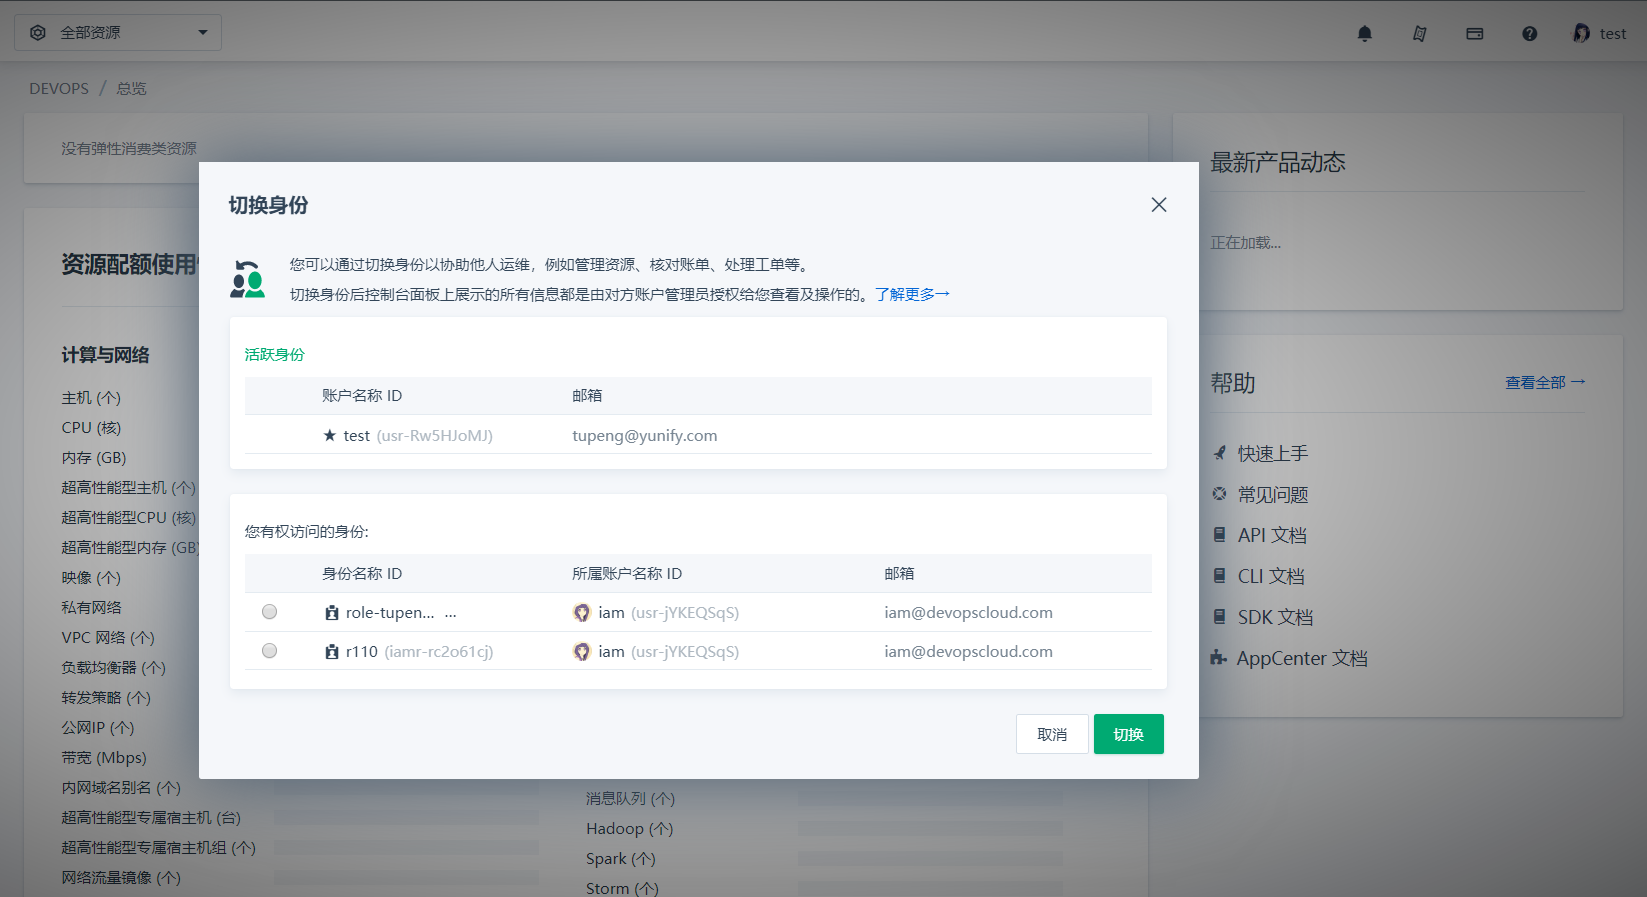 全部资源
test
DEVOPS / 总览
没有弹性消费类资源
资源配额使用
计算与网络
主机 (个)
CPU (核)
内存 (GB)
超高性能型主机 (个)
超高性能型CPU (核)
超高性能型内存 (GB)
映像 (个)
私有网络
VPC 网络 (个)
负载均衡器 (个)
转发策略 (个)
公网IP (个)
带宽 (Mbps)
内网域名别名 (个)
超高性能型专属宿主机 (台)
超高性能型专属宿主机组 (个)
网络流量镜像 (个)
消息队列 (个)
Hadoop (个)
Spark (个)
Storm (个)
切换身份
您可以通过切换身份以协助他人运维，例如管理资源、核对账单、处理工单等。
切换身份后控制台面板上展示的所有信息都是由对方账户管理员授权给您查看及操作的。了解更多→
活跃身份
账户名称 ID 邮箱
★ test (usr-Rw5HJoMJ) tupeng@yunify.com
您有权访问的身份:
身份名称 ID 所属账户名称 ID 邮箱
role-tupen... ... iam (usr-jYKEQSqS) iam@devopscloud.com
r110 (iamr-rc2o61cj) iam (usr-jYKEQSqS) iam@devopscloud.com
取消 切换
最新产品动态
正在加载...
帮助 查看全部 →
快速上手
常见问题
API 文档
CLI 文档
SDK 文档
AppCenter 文档